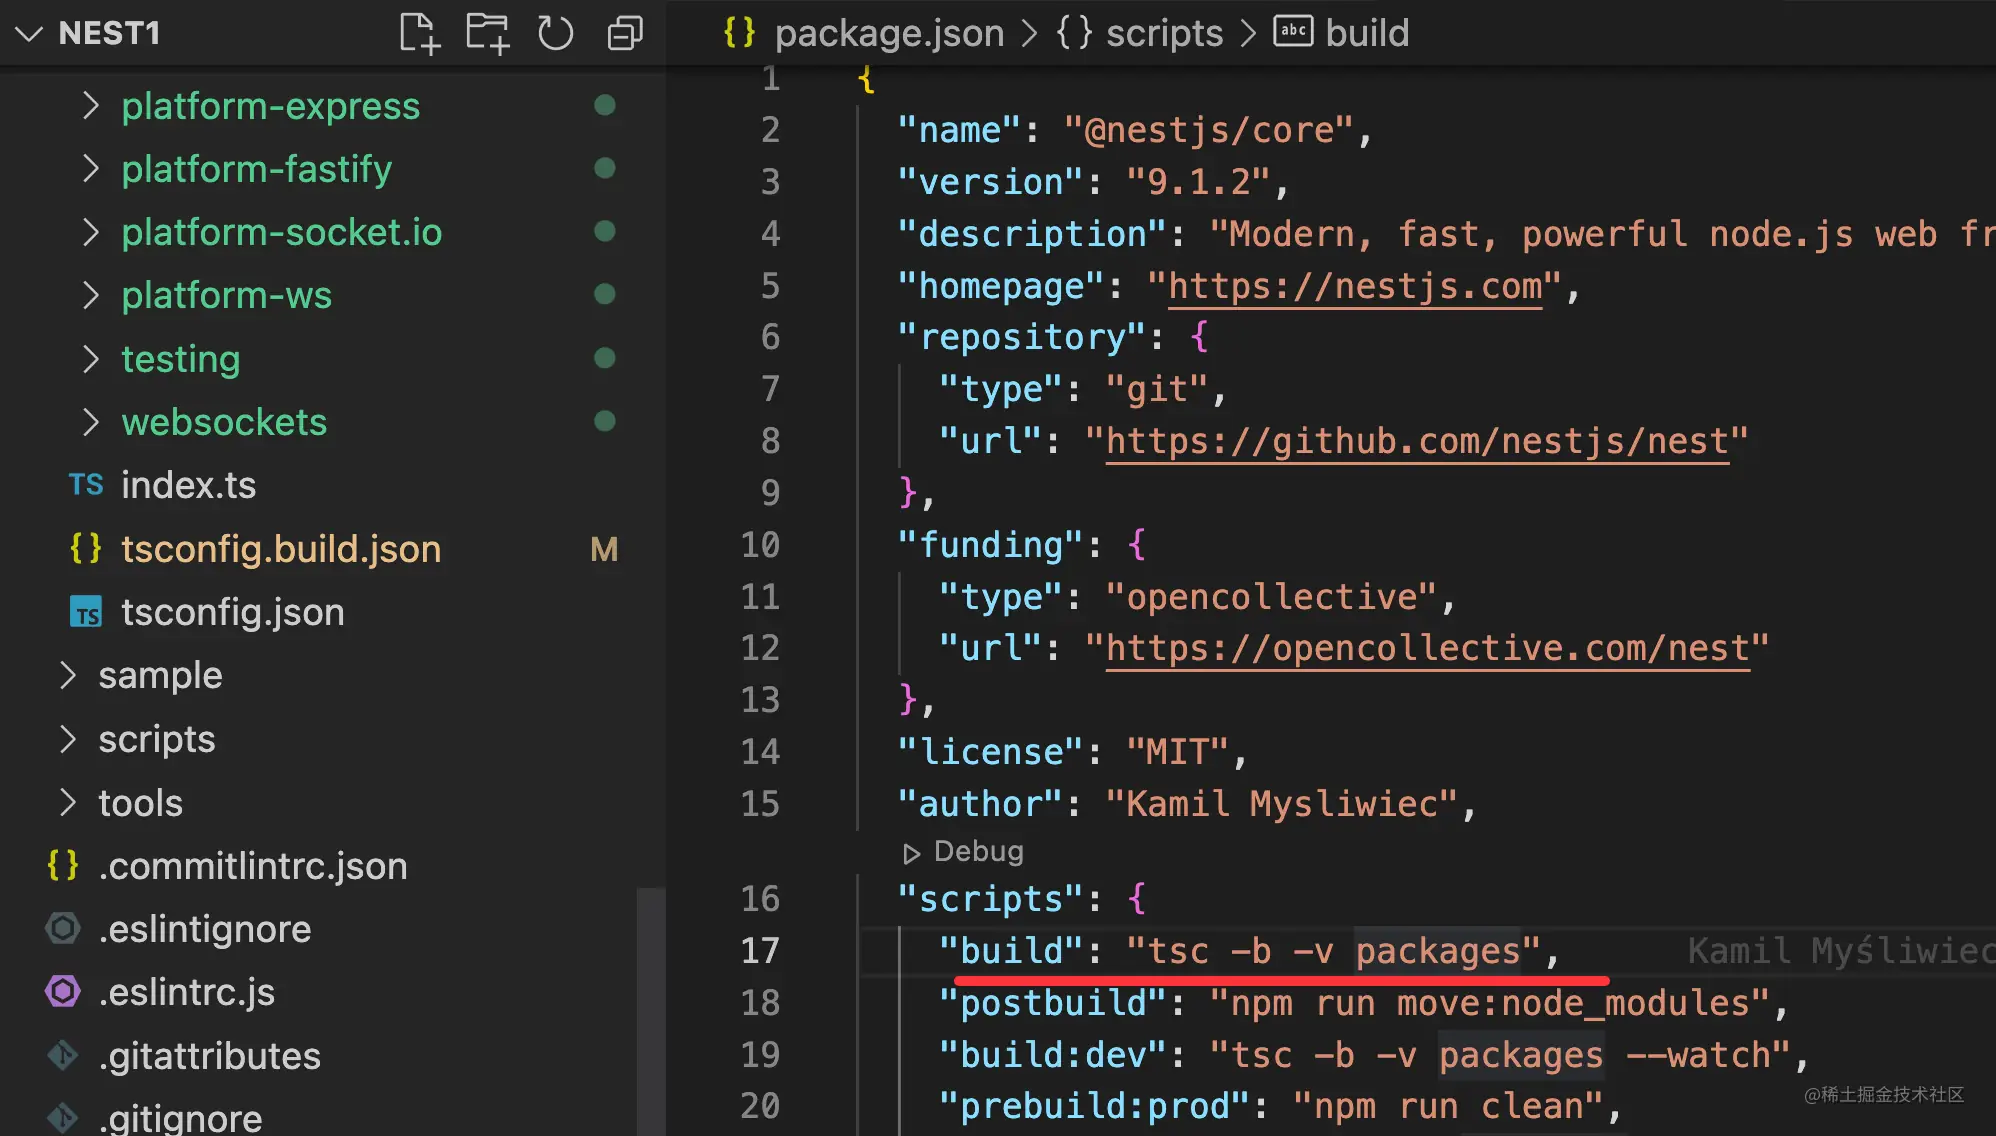 NEST1
platform-express
platform-fastify
platform-socket.io
platform-ws
testing
websockets
TS index.ts
{} tsconfig.build.json M
TS tsconfig.json
sample
scripts
tools
{} .commitlintrc.json
.eslintignore
.eslintrc.js
.gitattributes
.gitignore
{} package.json > {} scripts > abc build
1 {
2 "name": "@nestjs/core",
3 "version": "9.1.2",
4 "description": "Modern, fast, powerful node.js web fr
5 "homepage": "https://nestjs.com",
6 "repository": {
7 "type": "git",
8 "url": "https://github.com/nestjs/nest"
9 },
10 "funding": {
11 "type": "opencollective",
12 "url": "https://opencollective.com/nest"
13 },
14 "license": "MIT",
15 "author": "Kamil Mysliwiec",
Debug
16 "scripts": {
17 "build": "tsc -b -v packages", Kamil Myśliwiec
18 "postbuild": "npm run move:node_modules",
19 "build:dev": "tsc -b -v packages --watch",
20 "prebuild:prod": "npm run clean",
@稀土掘金技术社区